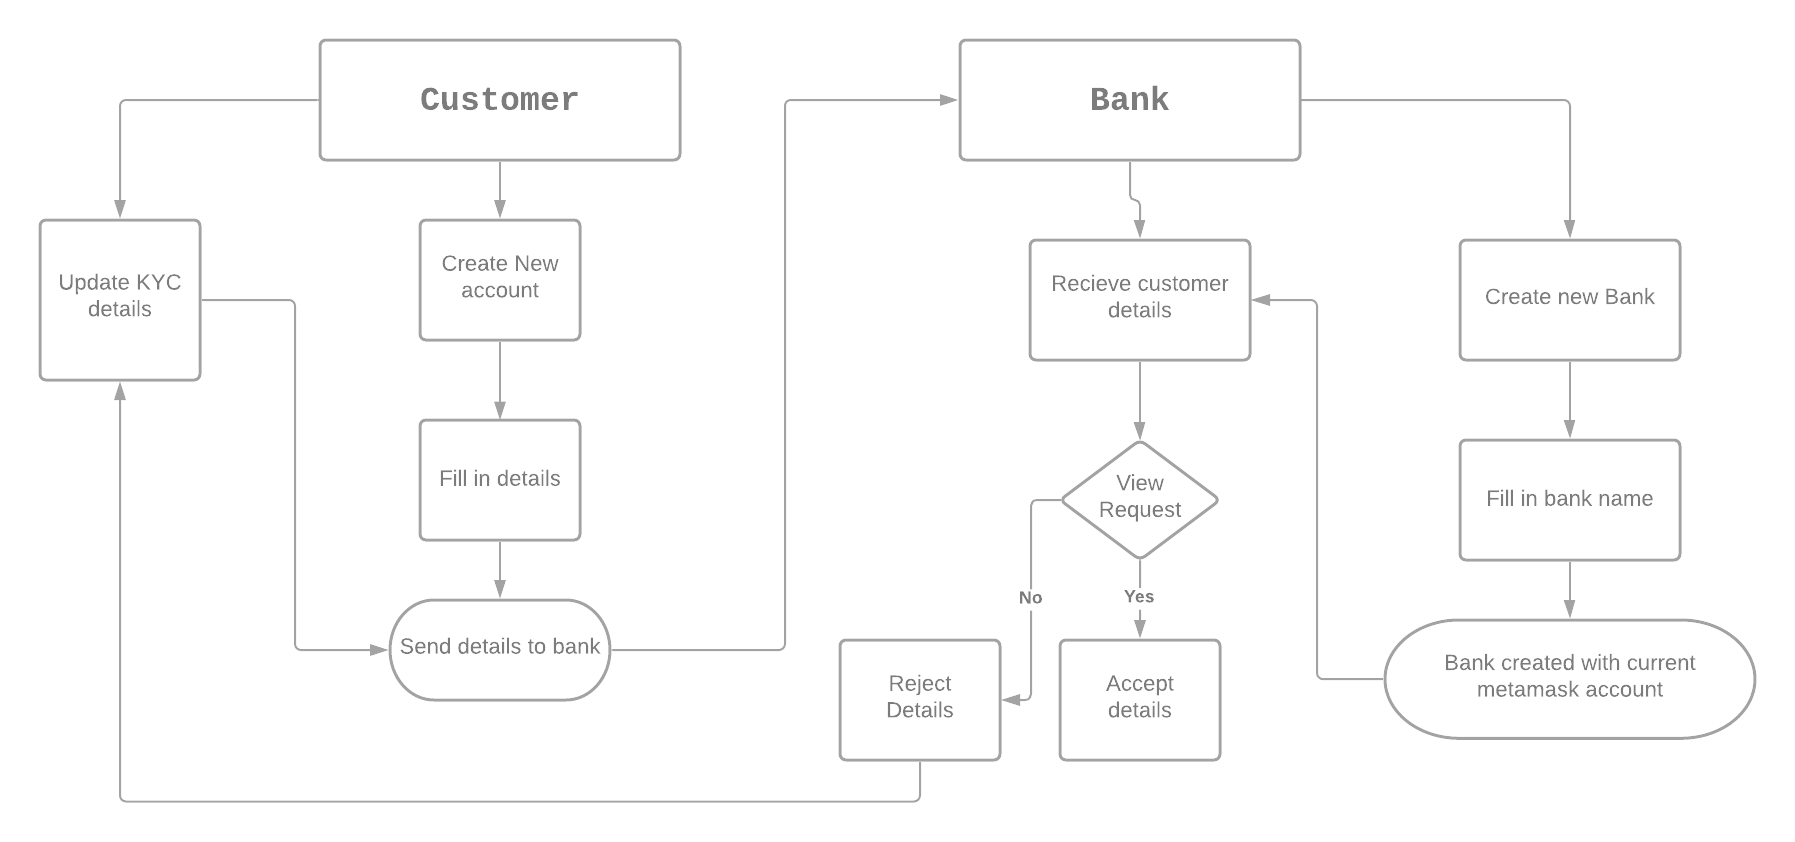 Customer
Bank
Update KYC
details
Create New
account
Recieve customer
details
Create new Bank
Fill in details
View
Request
Fill in bank name
No
Yes
Send details to bank
Reject
Details
Accept
details
Bank created with current
metamask account